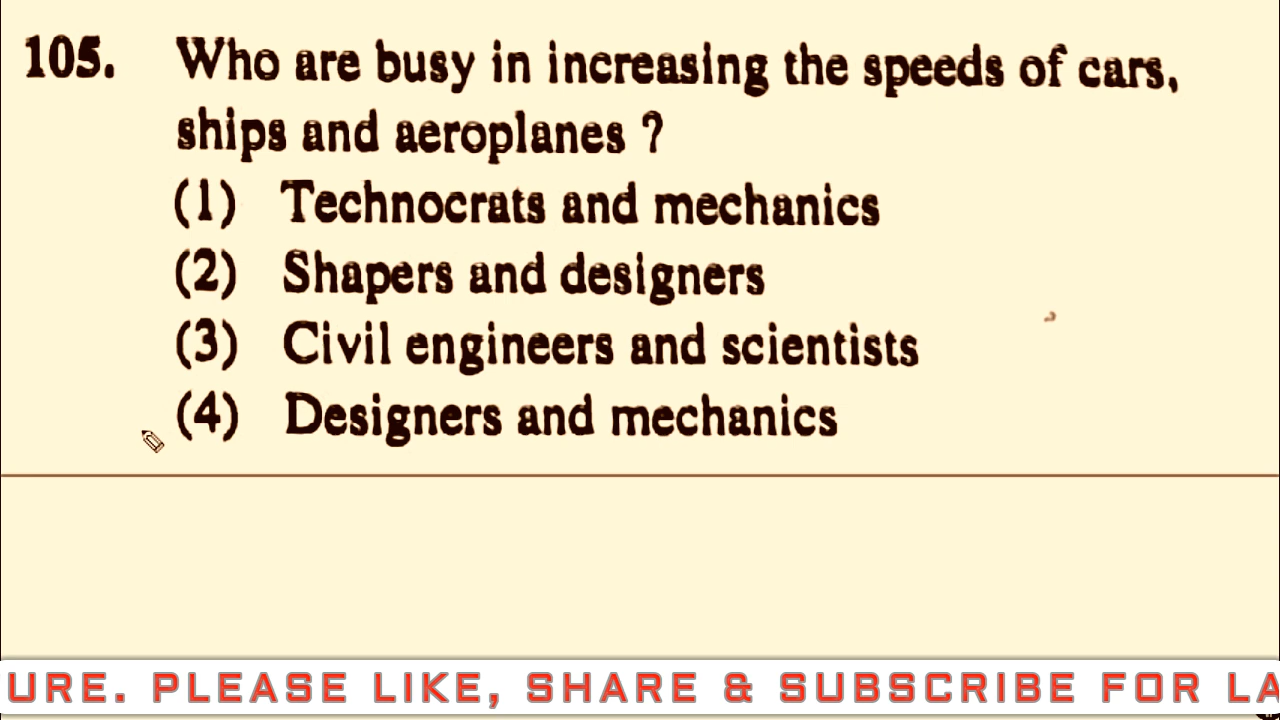 105. Who are busy in increasing the speeds of cars,
ships and aeroplanes ?
(1) Technocrats and mechanics
(2) Shapers and designers
(3) Civil engineers and scientists
(4) Designers and mechanics
URE. PLEASE LIKE, SHARE & SUBSCRIBE FOR LA